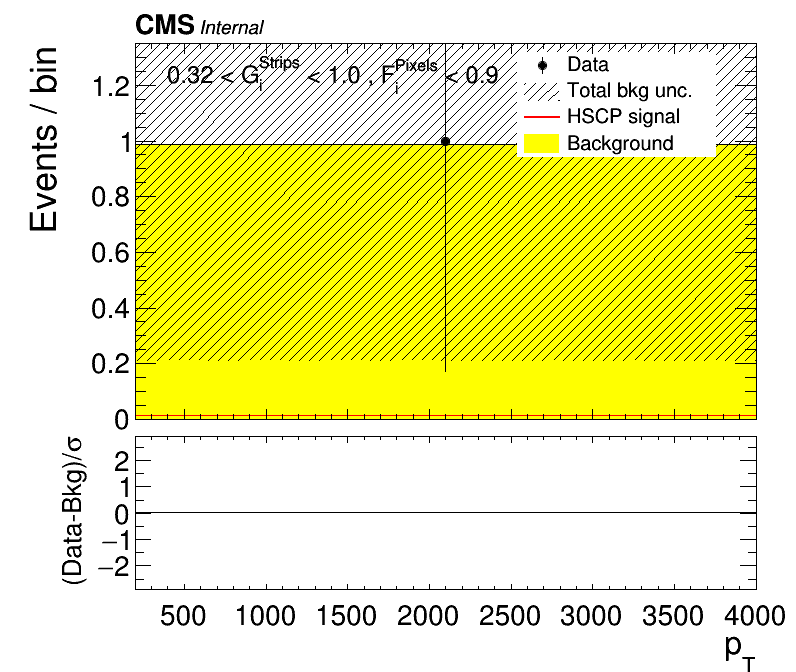 CMS Internal
0.32 < G_i^Strips < 1.0 , F_i^Pixels < 0.9
Data
Total bkg unc.
HSCP signal
Background
Events / bin
1.2
1
0.8
0.6
0.4
0.2
0
(Data-Bkg)/σ
2
1
0
−1
−2
500 1000 1500 2000 2500 3000 3500 4000
p_T